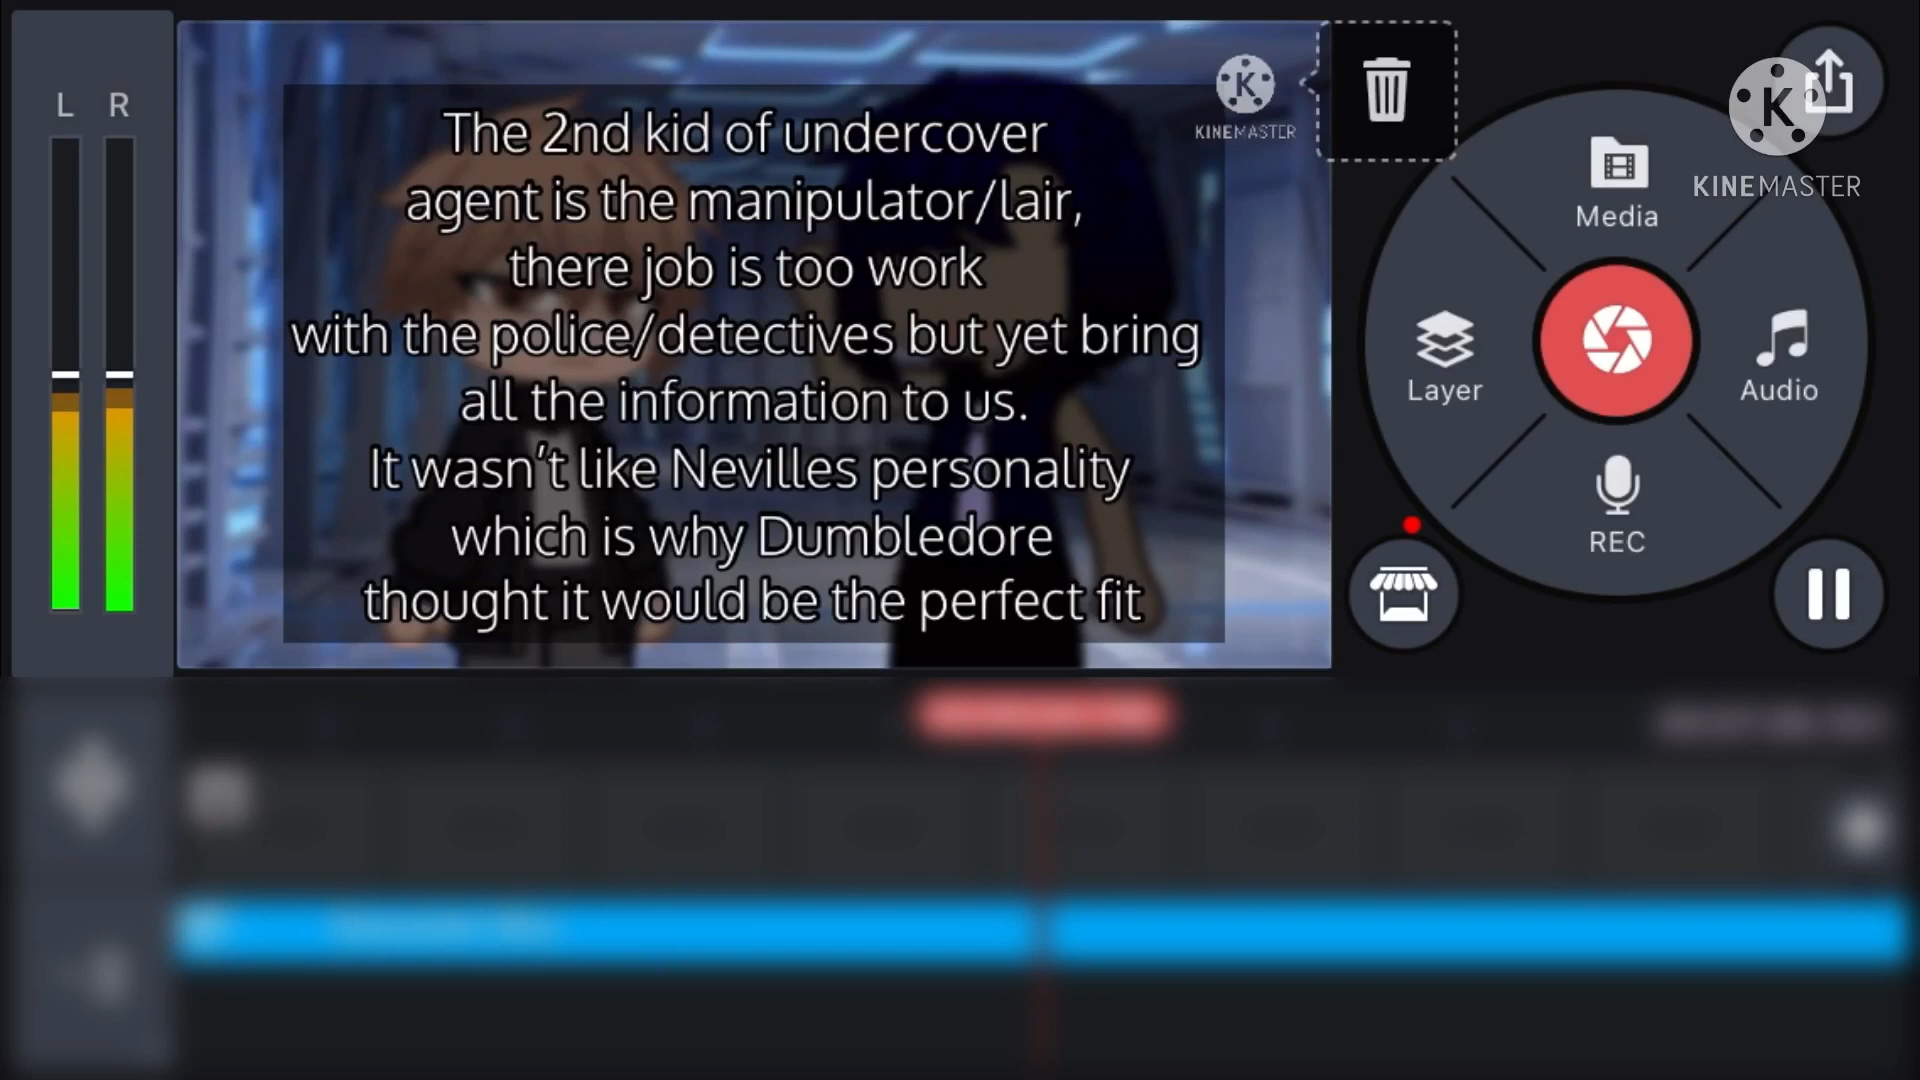 L R
The 2nd kid of undercover
agent is the manipulator/lair,
there job is too work
with the police/detectives but yet bring
all the information to us.
It wasn't like Nevilles personality
which is why Dumbledore
thought it would be the perfect fit
K
KINEMASTER
K
KINEMASTER
Media
Layer
Audio
REC